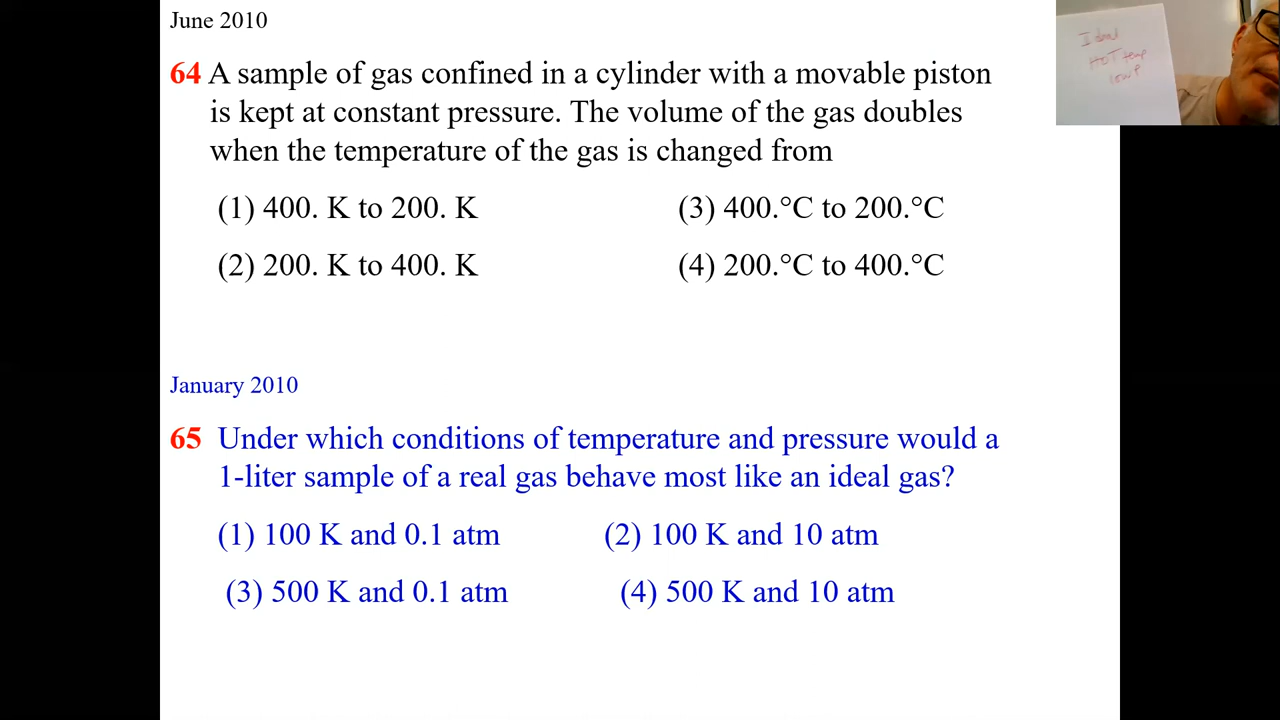 June 2010
64 A sample of gas confined in a cylinder with a movable piston
is kept at constant pressure. The volume of the gas doubles
when the temperature of the gas is changed from
(1) 400. K to 200. K (3) 400.°C to 200.°C
(2) 200. K to 400. K (4) 200.°C to 400.°C
January 2010
65 Under which conditions of temperature and pressure would a
1-liter sample of a real gas behave most like an ideal gas?
(1) 100 K and 0.1 atm (2) 100 K and 10 atm
(3) 500 K and 0.1 atm (4) 500 K and 10 atm
HOT temp
low P